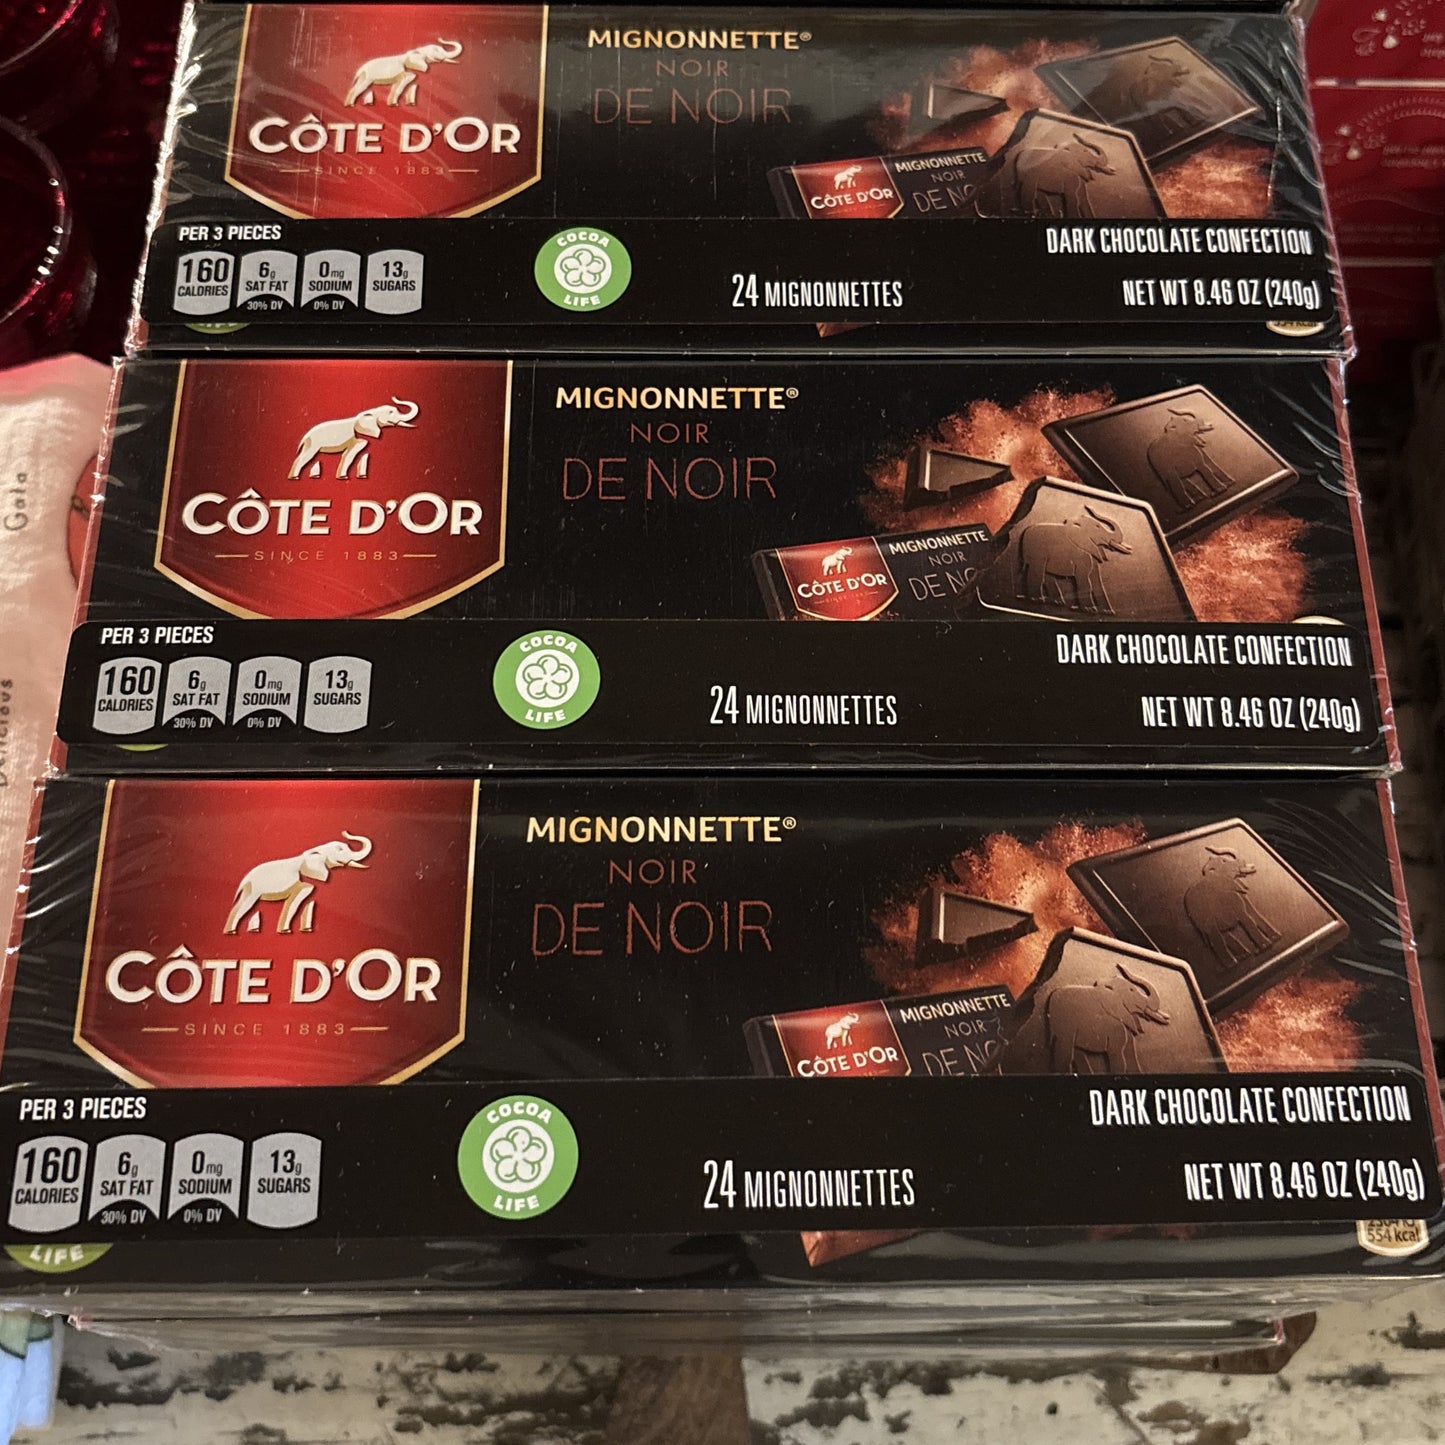 MIGNONNETTE®
NOIR
DE NOIR
CÔTE D'OR
SINCE 1883
MIGNONNETTE
NOIR
CÔTE D'OR
PER 3 PIECES
160 CALORIES
6g SAT FAT 30% DV
0mg SODIUM 0% DV
13g SUGARS
COCOA
LIFE
24 MIGNONNETTES
DARK CHOCOLATE CONFECTION
NET WT 8.46 OZ (240g)
MIGNONNETTE®
NOIR
DE NOIR
CÔTE D'OR
SINCE 1883
MIGNONNETTE
NOIR
CÔTE D'OR
PER 3 PIECES
160 CALORIES
6g SAT FAT 30% DV
0mg SODIUM 0% DV
13g SUGARS
COCOA
LIFE
24 MIGNONNETTES
DARK CHOCOLATE CONFECTION
NET WT 8.46 OZ (240g)
MIGNONNETTE®
NOIR
DE NOIR
CÔTE D'OR
SINCE 1883
MIGNONNETTE
NOIR
CÔTE D'OR
PER 3 PIECES
160 CALORIES
6g SAT FAT 30% DV
0mg SODIUM 0% DV
13g SUGARS
COCOA
LIFE
24 MIGNONNETTES
DARK CHOCOLATE CONFECTION
NET WT 8.46 OZ (240g)
LIFE
554 kcal
Gala